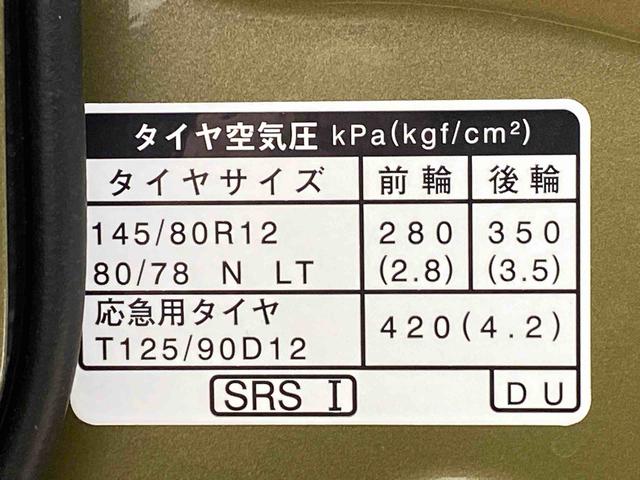 タイヤ空気圧 kPa(kgf/cm²)
タイヤサイズ 前輪 後輪
145/80R12 280 350
80/78 N LT (2.8) (3.5)
応急用タイヤ
T125/90D12 420(4.2)
SRS I DU